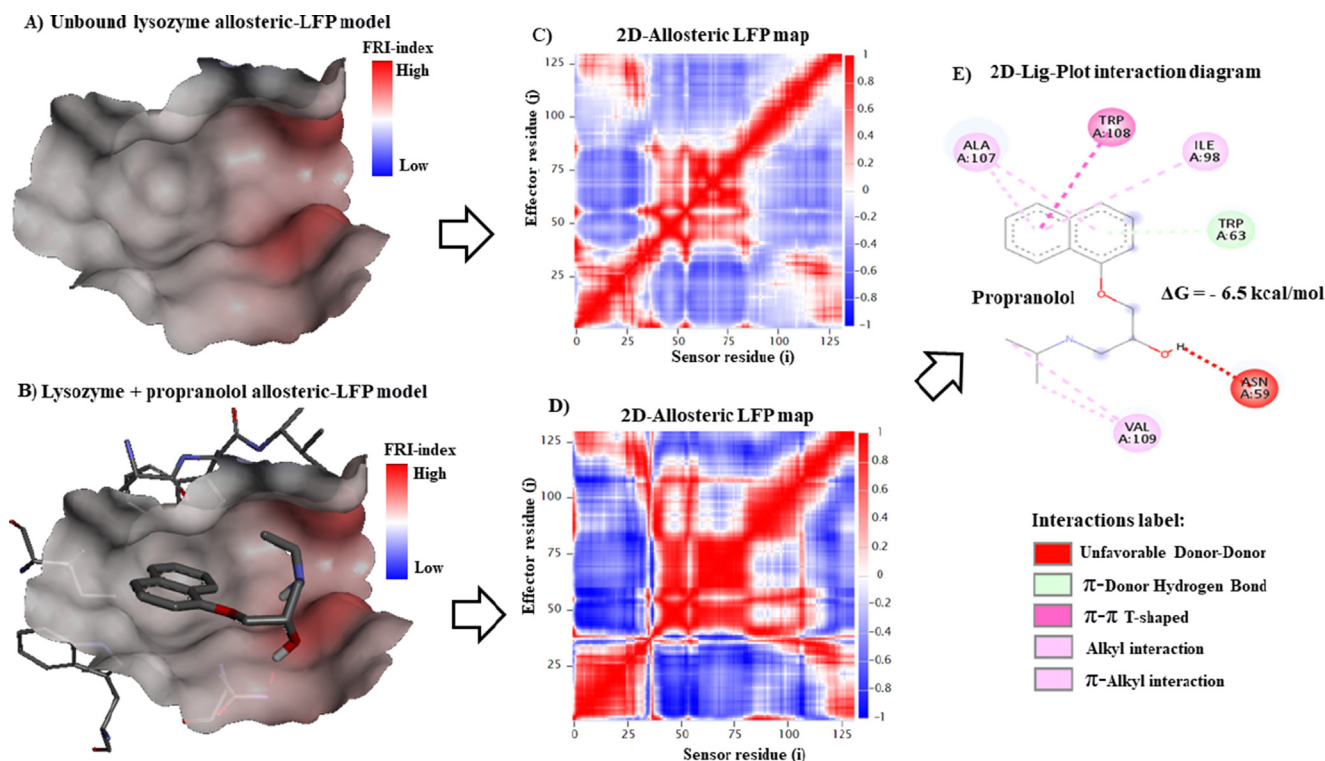 A) Unbound lysozyme allosteric-LFP model
FRI-index
High
Low
B) Lysozyme + propranolol allosteric-LFP model
FRI-index
High
Low
C)
2D-Allosteric LFP map
Effector residue (j)
125
100
75
50
25
0
25
50
75
100
125
Sensor residue (i)
1
0.8
0.6
0.4
0.2
0
-0.2
-0.4
-0.6
-0.8
-1
D)
2D-Allosteric LFP map
Effector residue (j)
125
100
75
50
25
0
25
50
75
100
125
Sensor residue (i)
1
0.8
0.6
0.4
0.2
0
-0.2
-0.4
-0.6
-0.8
-1
E) 2D-Lig-Plot interaction diagram
TRP
A:108
ALA
A:107
ILE
A:98
TRP
A:63
Propranolol
ΔG = - 6.5 kcal/mol
O
N
O
H
ASN
A:59
VAL
A:109
Interactions label:
Unfavorable Donor-Donor
π-Donor Hydrogen Bond
π-π T-shaped
Alkyl interaction
π-Alkyl interaction